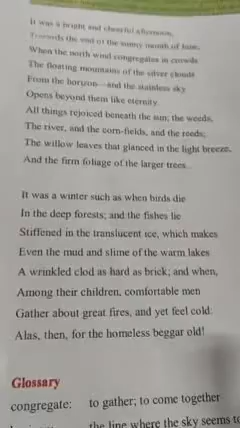 It was a bright and cheerful afternoon,
Towards the end of the sunny month of June,
When the north wind congregates in crowds
The floating mountains of the silver clouds
From the horizon—and the stainless sky
Opens beyond them like eternity.
All things rejoiced beneath the sun; the weeds,
The river, and the corn-fields, and the reeds;
The willow leaves that glanced in the light breeze,
And the firm foliage of the larger trees.
It was a winter such as when birds die
In the deep forests; and the fishes lie
Stiffened in the translucent ice, which makes
Even the mud and slime of the warm lakes
A wrinkled clod as hard as brick; and when,
Among their children, comfortable men
Gather about great fires, and yet feel cold:
Alas, then, for the homeless beggar old!
Glossary
congregate: to gather; to come together
the line where the sky seems to